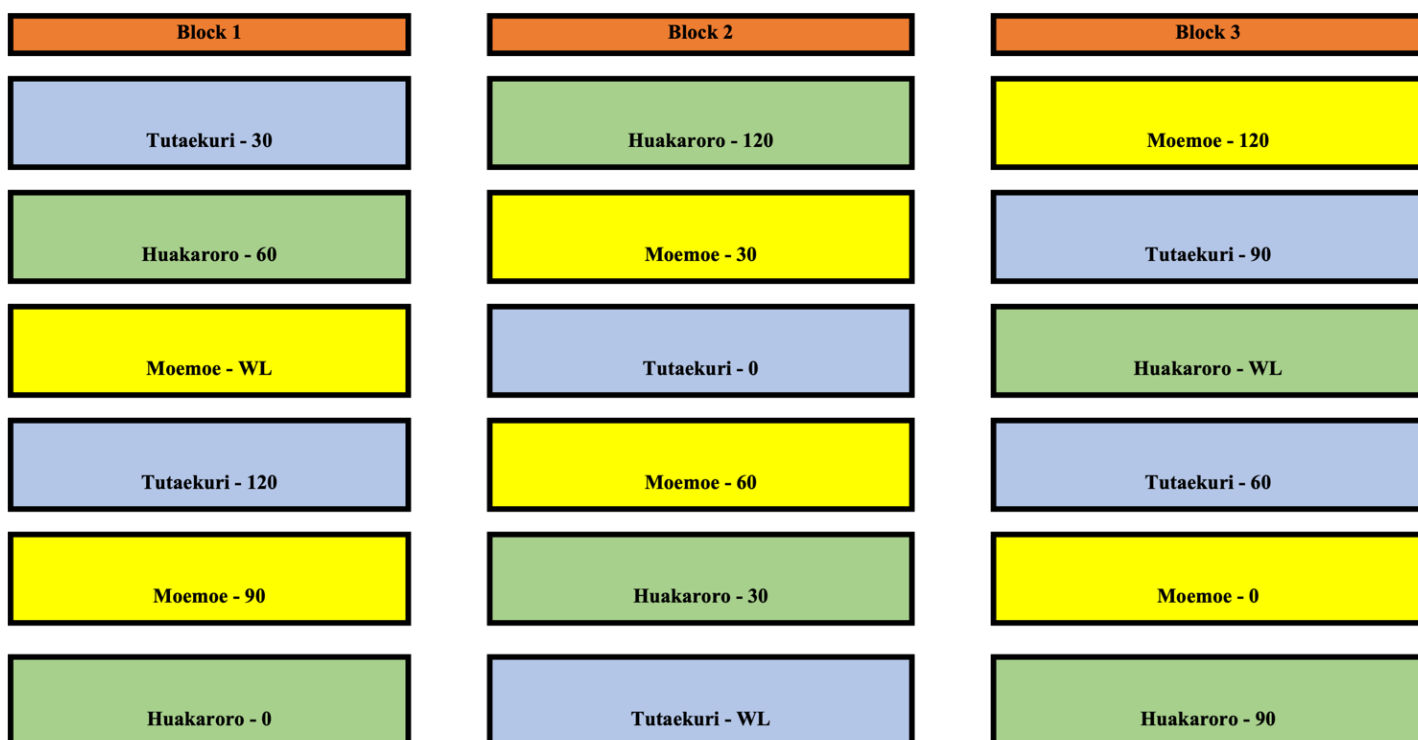 Block 1
Block 2
Block 3
Tutaekuri - 30
Huakaroro - 120
Moemoe - 120
Huakaroro - 60
Moemoe - 30
Tutaekuri - 90
Moemoe - WL
Tutaekuri - 0
Huakaroro - WL
Tutaekuri - 120
Moemoe - 60
Tutaekuri - 60
Moemoe - 90
Huakaroro - 30
Moemoe - 0
Huakaroro - 0
Tutaekuri - WL
Huakaroro - 90